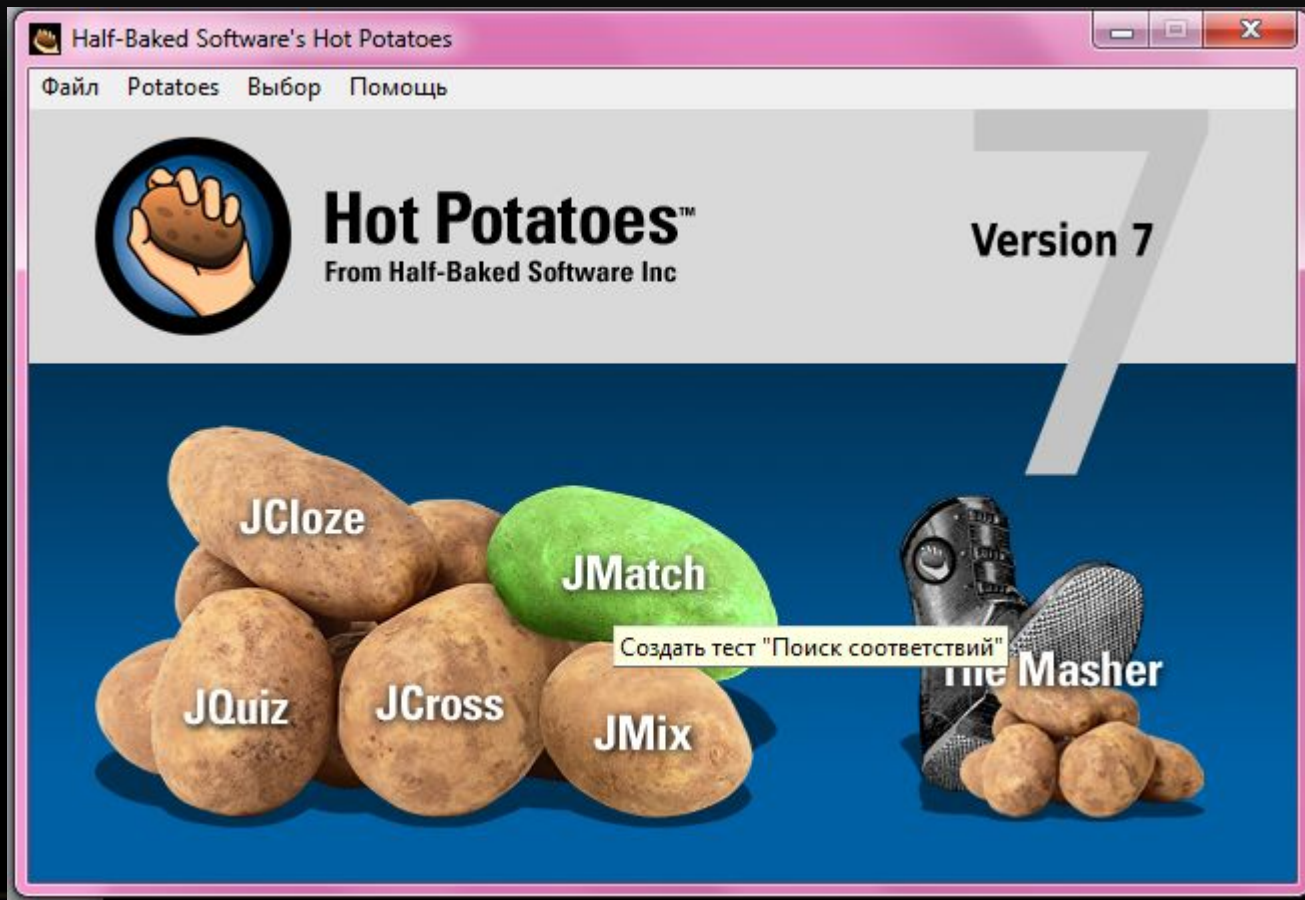 Half-Baked Software's Hot Potatoes
Файл Potatoes Выбор Помощь
7
Hot Potatoes™
From Half-Baked Software Inc
Version 7
JCloze
JMatch
Создать тест "Поиск соответствий"
The Masher
JQuiz
JCross
JMix